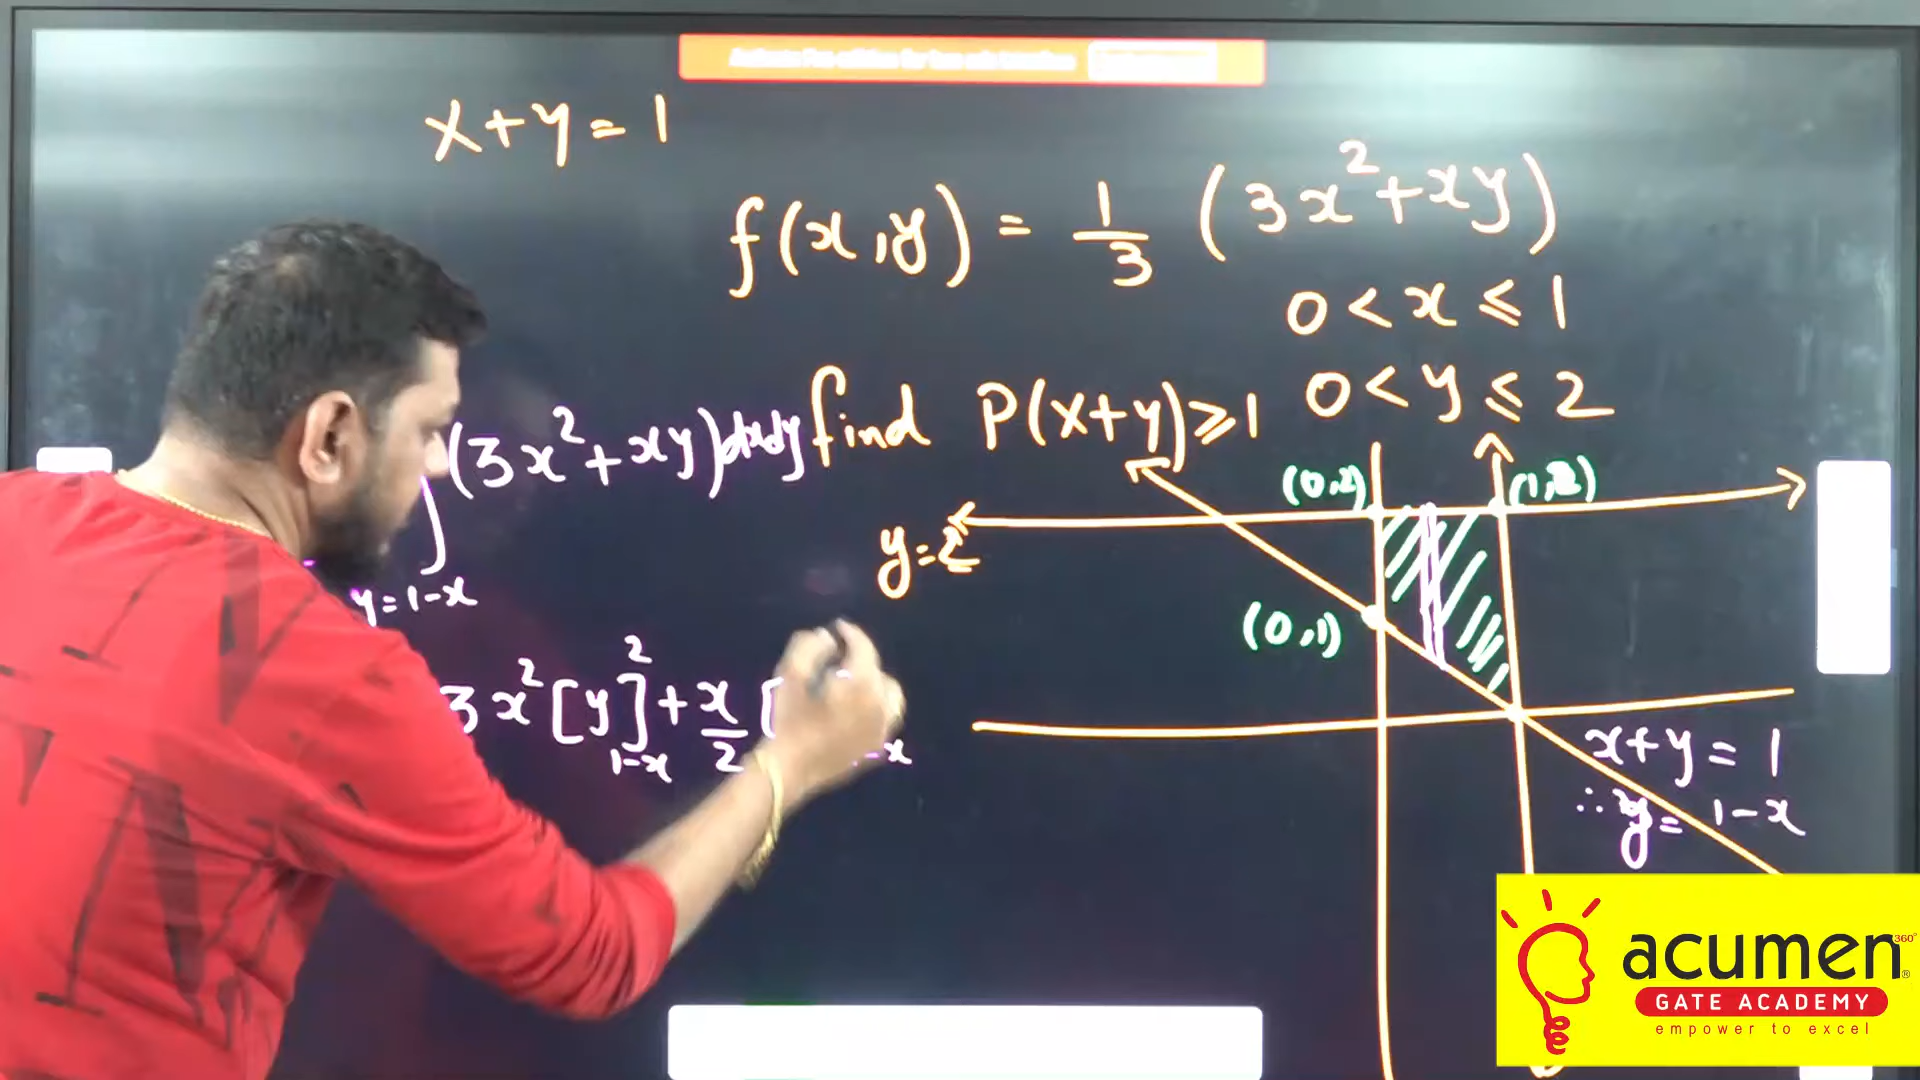 x+y=1
f(x,y) = 1/3 (3x²+xy)
0<x≤1
0<y≤2
find P(x+y)≥1
∫(3x²+xy)dxdy
y=1-x
(0,2)
(1,2)
y=2
(0,1)
3x²[y]²₁₋ₓ + x/2 [
-x
x+y=1
∴y=1-x
acumen 360° ®
GATE ACADEMY
empower to excel